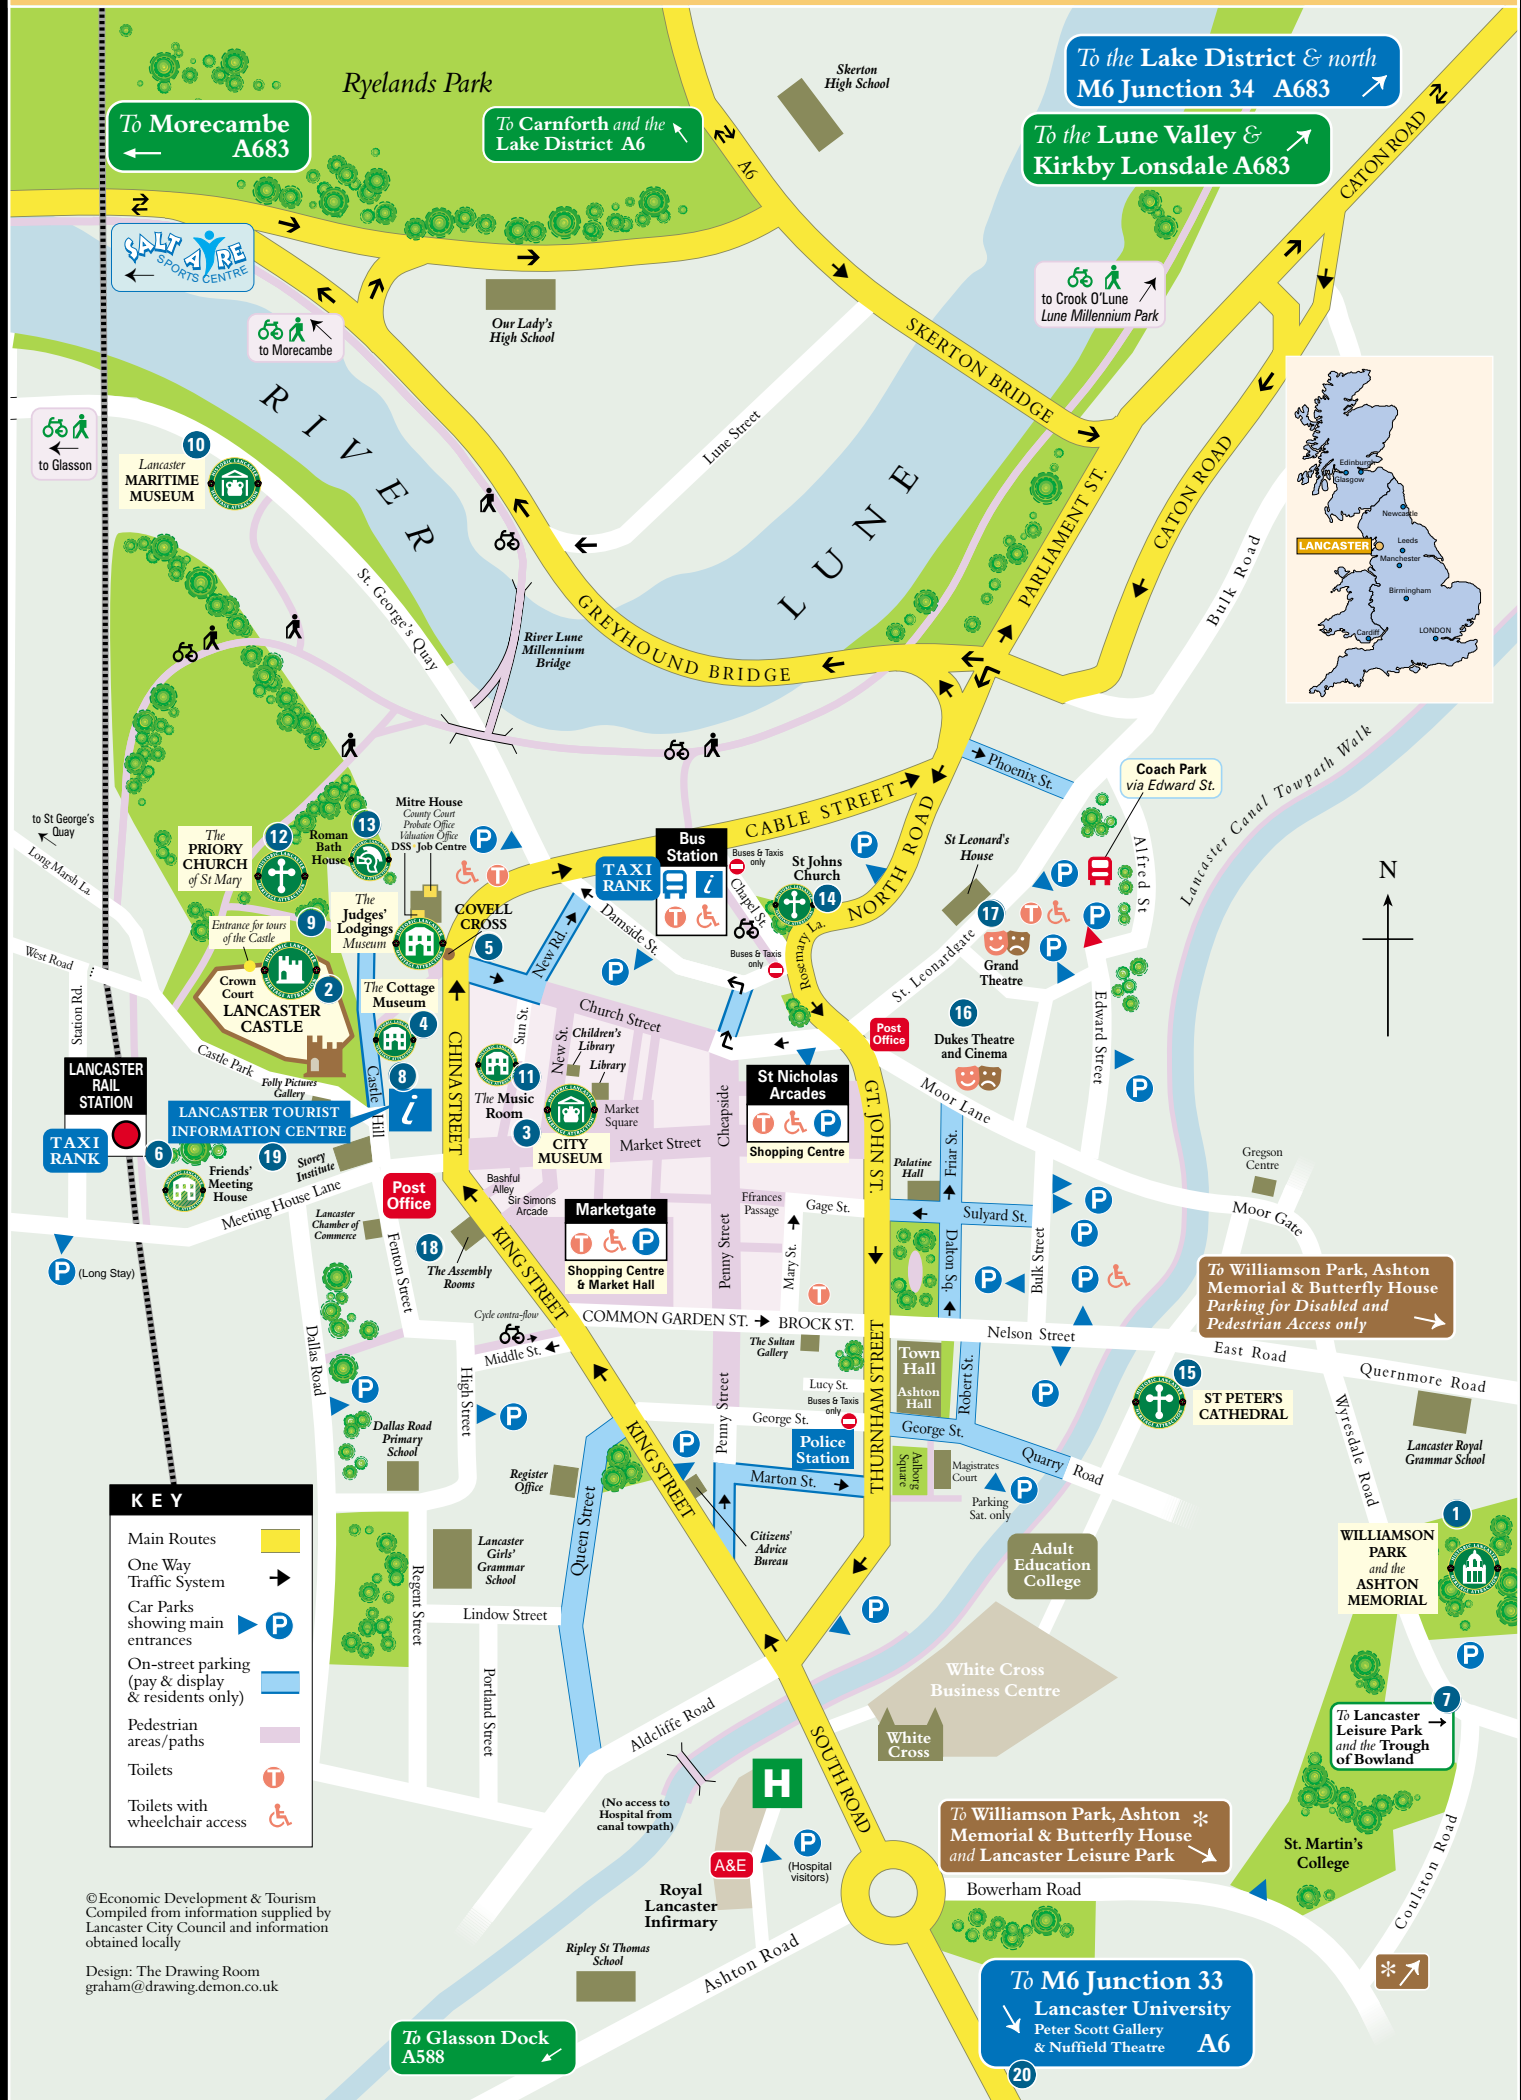 Ryelands Park
Skerton
High School
To the Lake District & north
M6 Junction 34 A683
To Morecambe
A683
To Carnforth and the
Lake District A6
To the Lune Valley &
Kirkby Lonsdale A683
A6
CATON ROAD
SALT AYRE
SPORTS CENTRE
to Morecambe
Our Lady's
High School
to Crook O'Lune
Lune Millennium Park
SKERTON BRIDGE
to Glasson
10
Lancaster
MARITIME
MUSEUM
RIVER
LUNE
Lune Street
PARLIAMENT ST.
CATON ROAD
Bulk Road
Edinburgh
Glasgow
Newcastle
LANCASTER
Leeds
Manchester
Birmingham
Cardiff
LONDON
St. George's Quay
GREYHOUND BRIDGE
River Lune
Millennium
Bridge
Phoenix St.
Coach Park
via Edward St.
Lancaster Canal Towpath Walk
to St George's
Quay
Long Marsh La.
12
The
PRIORY
CHURCH
of St Mary
13
Roman
Bath
House
Mitre House
County Court
Probate Office
Valuation Office
DSS Job Centre
P
T
CABLE STREET
NORTH ROAD
TAXI
RANK
Bus
Station
i
T
Buses & Taxis
only
Chapel St.
St Johns
Church
14
P
St Leonard's
House
P
Alfred St
N
The
Judges'
Lodgings
Museum
COVELL
CROSS
5
New Rd.
Damside St.
P
Buses & Taxis
only
Rosemary La.
17
T
P
P
Grand
Theatre
St. Leonardgate
9
Entrance for tours
of the Castle
Crown
Court
2
LANCASTER
CASTLE
West Road
Station Rd.
Castle Park
Folly Pictures
Gallery
The Cottage
Museum
4
8
i
Castle Hill
CHINA STREET
Sun St.
New St.
Church Street
Children's
Library
Library
11
The Music
Room
3
CITY
MUSEUM
Market
Square
Market Street
Cheapside
St Nicholas
Arcades
T
P
Shopping Centre
Post
Office
16
Dukes Theatre
and Cinema
Edward Street
P
Moor Lane
GT. JOHN ST.
LANCASTER
RAIL
STATION
TAXI
RANK
LANCASTER TOURIST
INFORMATION CENTRE
6
19
Friends'
Meeting
House
Storey
Institute
Meeting House Lane
P
(Long Stay)
Lancaster
Chamber of
Commerce
Post
Office
Fenton Street
18
The Assembly
Rooms
Bashful
Alley
Sir Simons
Arcade
Marketgate
T
P
Shopping Centre
& Market Hall
Ffrances
Passage
Gage St.
Mary St.
Penny Street
Palatine
Hall
Friar St.
Sulyard St.
Dalton Sq.
Bulk Street
P
P
P
P
Gregson
Centre
Moor Gate
To Williamson Park, Ashton
Memorial & Butterfly House
Parking for Disabled and
Pedestrian Access only
KING STREET
Cycle contra-flow
Middle St.
COMMON GARDEN ST.
BROCK ST.
T
The Sultan
Gallery
Nelson Street
East Road
Quernmore Road
Wyresdale Road
Lancaster Royal
Grammar School
Dallas Road
P
High Street
P
Dallas Road
Primary
School
Lucy St.
Buses & Taxis
only
George St.
THURNHAM STREET
Town
Hall
Ashton
Hall
Robert St.
P
15
ST PETER'S
CATHEDRAL
KING STREET
P
Penny Street
Police
Station
Marton St.
George St.
Aalborg
Square
Magistrates
Court
Quarry Road
P
Parking
Sat. only
Register
Office
Queen Street
Citizens'
Advice
Bureau
Adult
Education
College
1
WILLIAMSON
PARK
and the
ASHTON
MEMORIAL
P
KEY
Main Routes
One Way
Traffic System
Car Parks
showing main
entrances
P
On-street parking
(pay & display
& residents only)
Pedestrian
areas/paths
Toilets
T
Toilets with
wheelchair access
Lancaster
Girls'
Grammar
School
Regent Street
Lindow Street
Portland Street
P
Aldcliffe Road
White Cross
Business Centre
White
Cross
SOUTH ROAD
7
To Lancaster
Leisure Park
and the Trough
of Bowland
H
(No access to
Hospital from
canal towpath)
P
(Hospital
visitors)
A&E
Royal
Lancaster
Infirmary
To Williamson Park, Ashton *
Memorial & Butterfly House
and Lancaster Leisure Park
St. Martin's
College
Bowerham Road
Coulston Road
*
© Economic Development & Tourism
Compiled from information supplied by
Lancaster City Council and information
obtained locally
Design: The Drawing Room
graham@drawing.demon.co.uk
Ripley St Thomas
School
Ashton Road
To Glasson Dock
A588
To M6 Junction 33
Lancaster University
Peter Scott Gallery
& Nuffield Theatre A6
20